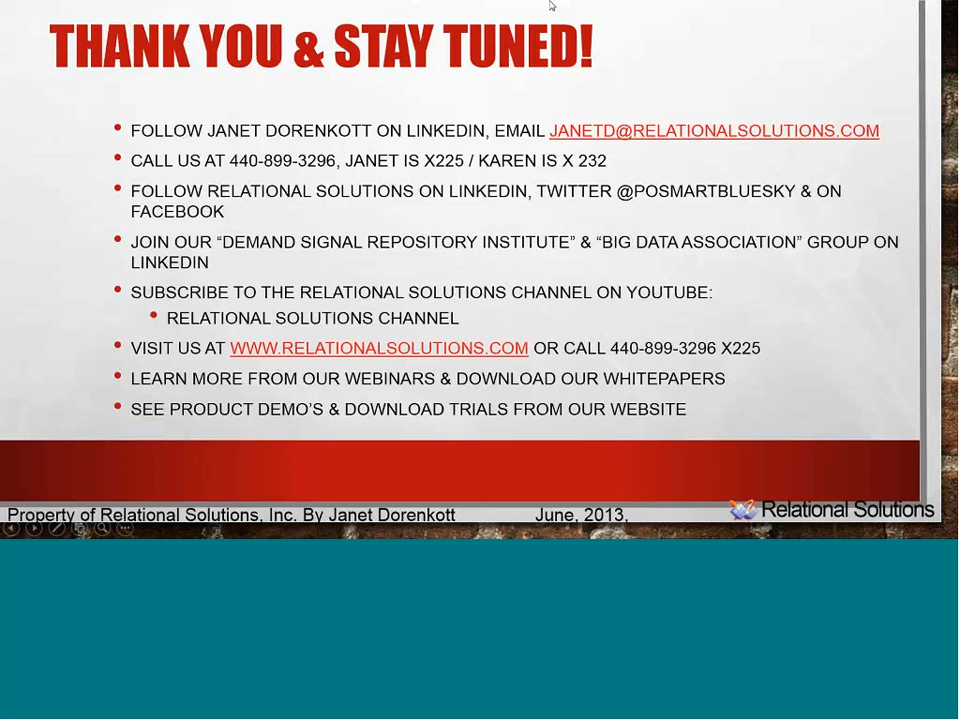 THANK YOU & STAY TUNED!
• FOLLOW JANET DORENKOTT ON LINKEDIN, EMAIL JANETD@RELATIONALSOLUTIONS.COM
• CALL US AT 440-899-3296, JANET IS X225 / KAREN IS X 232
• FOLLOW RELATIONAL SOLUTIONS ON LINKEDIN, TWITTER @POSMARTBLUESKY & ON
FACEBOOK
• JOIN OUR “DEMAND SIGNAL REPOSITORY INSTITUTE” & “BIG DATA ASSOCIATION” GROUP ON
LINKEDIN
• SUBSCRIBE TO THE RELATIONAL SOLUTIONS CHANNEL ON YOUTUBE:
• RELATIONAL SOLUTIONS CHANNEL
• VISIT US AT WWW.RELATIONALSOLUTIONS.COM OR CALL 440-899-3296 X225
• LEARN MORE FROM OUR WEBINARS & DOWNLOAD OUR WHITEPAPERS
• SEE PRODUCT DEMO’S & DOWNLOAD TRIALS FROM OUR WEBSITE
Property of Relational Solutions, Inc. By Janet Dorenkott June, 2013, Relational Solutions